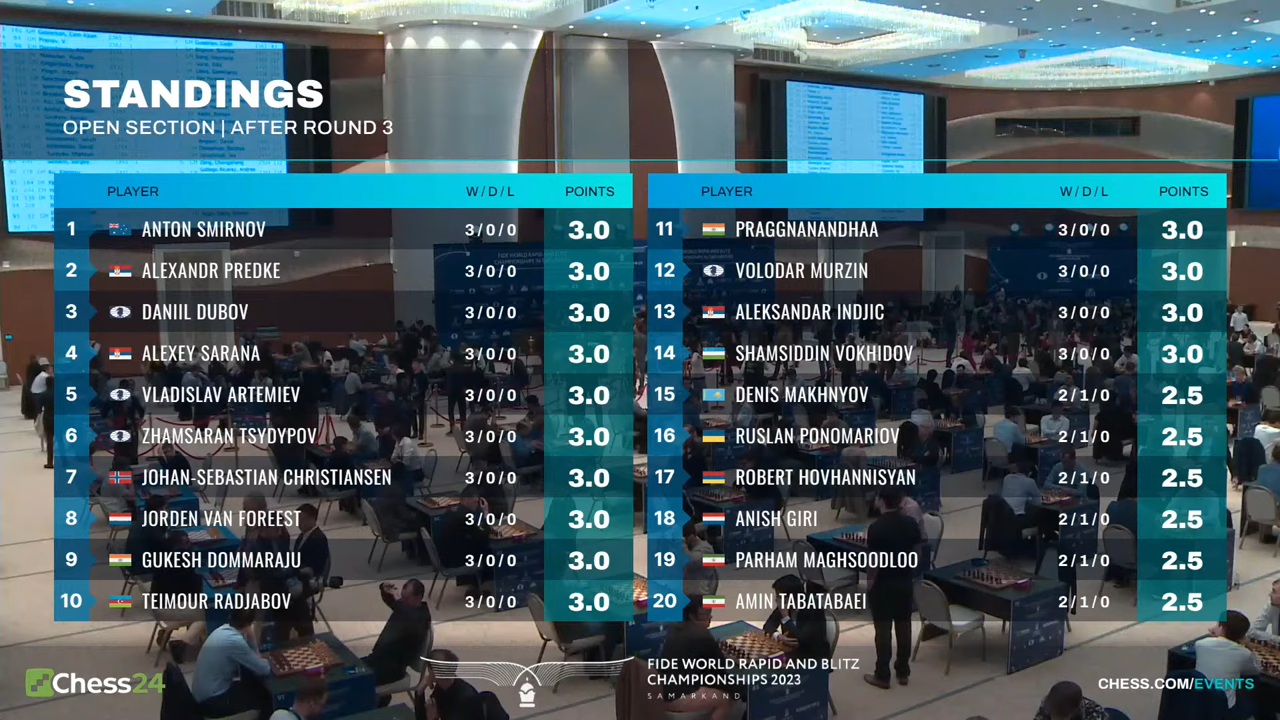 STANDINGS
OPEN SECTION | AFTER ROUND 3
PLAYER W / D / L POINTS
1 ANTON SMIRNOV 3 / 0 / 0 3.0
2 ALEXANDR PREDKE 3 / 0 / 0 3.0
3 DANIIL DUBOV 3 / 0 / 0 3.0
4 ALEXEY SARANA 3 / 0 / 0 3.0
5 VLADISLAV ARTEMIEV 3 / 0 / 0 3.0
6 ZHAMSARAN TSYDYPOV 3 / 0 / 0 3.0
7 JOHAN-SEBASTIAN CHRISTIANSEN 3 / 0 / 0 3.0
8 JORDEN VAN FOREEST 3 / 0 / 0 3.0
9 GUKESH DOMMARAJU 3 / 0 / 0 3.0
10 TEIMOUR RADJABOV 3 / 0 / 0 3.0
PLAYER W / D / L POINTS
11 PRAGGNANANDHAA 3 / 0 / 0 3.0
12 VOLODAR MURZIN 3 / 0 / 0 3.0
13 ALEKSANDAR INDJIC 3 / 0 / 0 3.0
14 SHAMSIDDIN VOKHIDOV 3 / 0 / 0 3.0
15 DENIS MAKHNYOV 2 / 1 / 0 2.5
16 RUSLAN PONOMARIOV 2 / 1 / 0 2.5
17 ROBERT HOVHANNISYAN 2 / 1 / 0 2.5
18 ANISH GIRI 2 / 1 / 0 2.5
19 PARHAM MAGHSOODLOO 2 / 1 / 0 2.5
20 AMIN TABATABAEI 2 / 1 / 0 2.5
Chess24
FIDE WORLD RAPID AND BLITZ
CHAMPIONSHIPS 2023
SAMARKAND
CHESS.COM/EVENTS